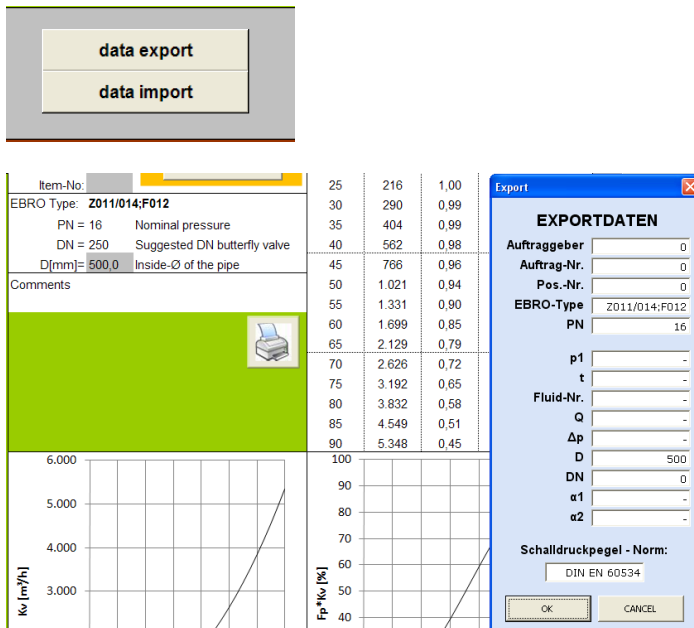 data export
data import
Item-No:
EBRO Type: Z011/014;F012
PN = 16 Nominal pressure
DN = 250 Suggested DN butterfly valve
D[mm]= 500,0 Inside-Ø of the pipe
Comments
25 216 1,00
30 290 0,99
35 404 0,99
40 562 0,98
45 766 0,96
50 1.021 0,94
55 1.331 0,90
60 1.699 0,85
65 2.129 0,79
70 2.626 0,72
75 3.192 0,65
80 3.832 0,58
85 4.549 0,51
90 5.348 0,45
6.000
5.000
4.000
3.000
Kv [m³/h]
100
90
80
70
60
50
40
Fp*Kv [%]
Export
EXPORTDATEN
Auftraggeber 0
Auftrag-Nr. 0
Pos.-Nr. 0
EBRO-Type Z011/014;F012
PN 16
p1 -
t -
Fluid-Nr. -
Q -
Δp -
D 500
DN 0
α1 -
α2 -
Schalldruckpegel - Norm:
DIN EN 60534
OK CANCEL